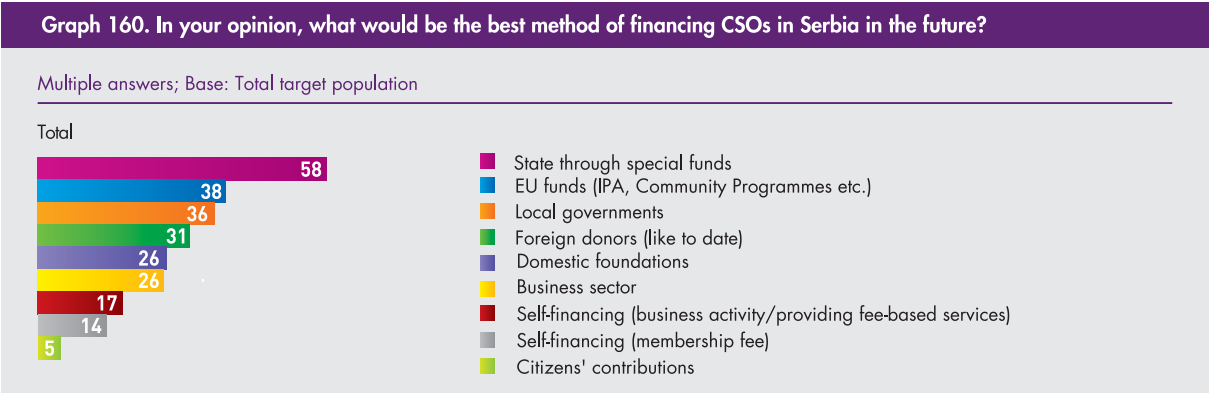 Graph 160. In your opinion, what would be the best method of financing CSOs in Serbia in the future?
Multiple answers; Base: Total target population
Total
58
38
36
31
26
26
17
14
5
State through special funds
EU funds (IPA, Community Programmes etc.)
Local governments
Foreign donors (like to date)
Domestic foundations
Business sector
Self-financing (business activity/providing fee-based services)
Self-financing (membership fee)
Citizens' contributions